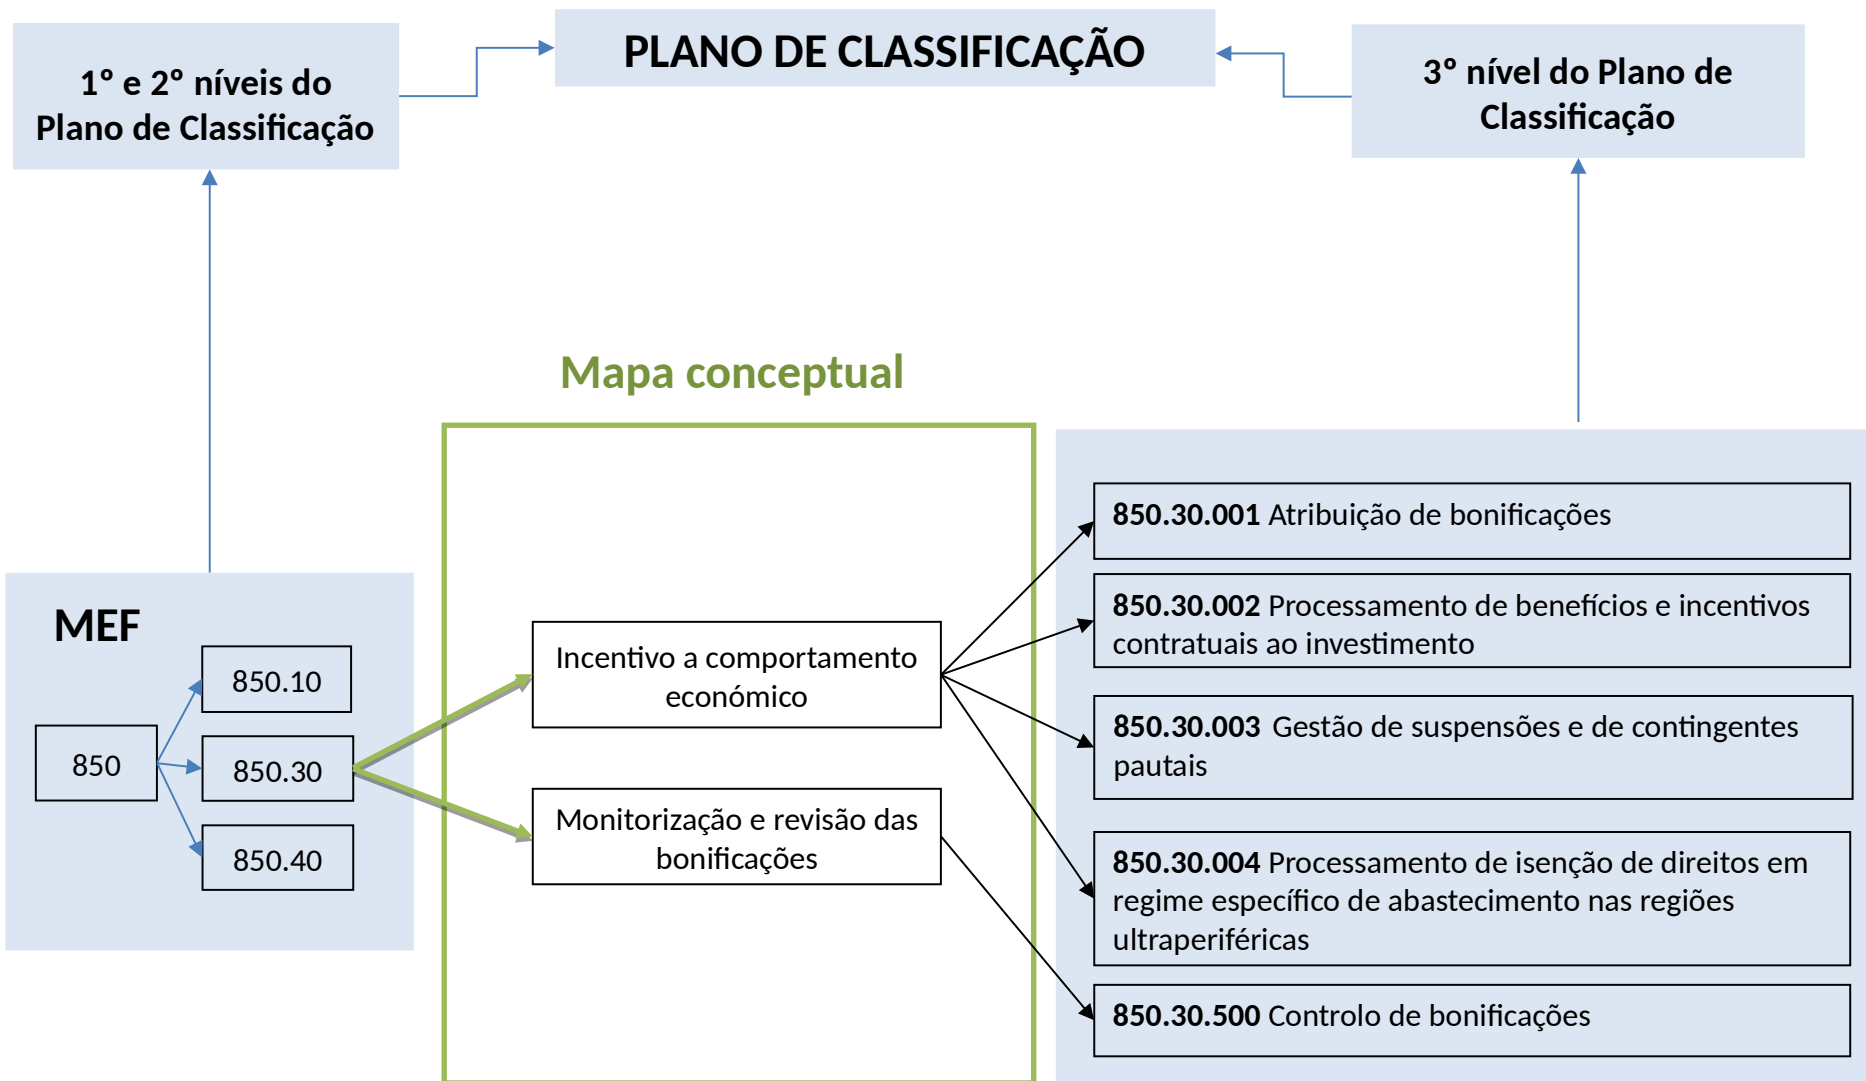 PLANO DE CLASSIFICAÇÃO
1º e 2º níveis do
Plano de Classificação
3º nível do Plano de
Classificação
Mapa conceptual
MEF
850
850.10
850.30
850.40
Incentivo a comportamento
económico
Monitorização e revisão das
bonificações
850.30.001 Atribuição de bonificações
850.30.002 Processamento de benefícios e incentivos
contratuais ao investimento
850.30.003 Gestão de suspensões e de contingentes
pautais
850.30.004 Processamento de isenção de direitos em
regime específico de abastecimento nas regiões
ultraperiféricas
850.30.500 Controlo de bonificações